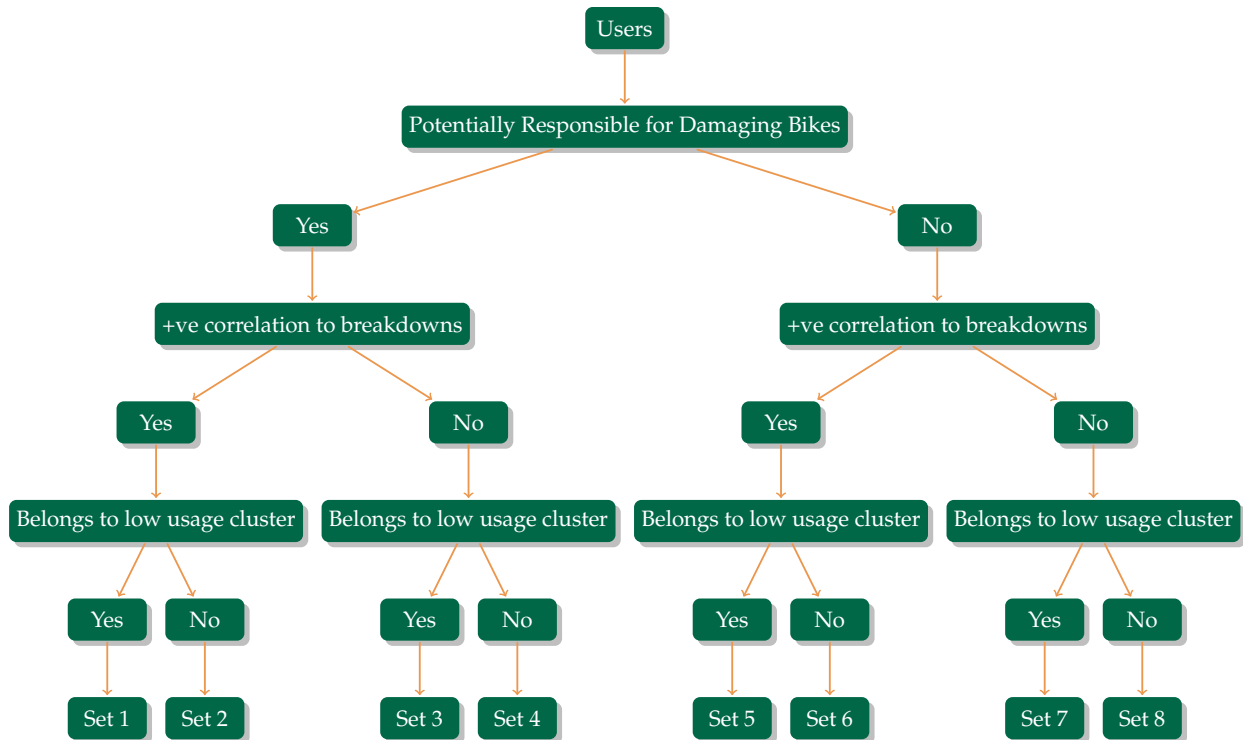 Users
Potentially Responsible for Damaging Bikes
Yes
No
+ve correlation to breakdowns
+ve correlation to breakdowns
Yes
No
Yes
No
Belongs to low usage cluster
Belongs to low usage cluster
Belongs to low usage cluster
Belongs to low usage cluster
Yes
No
Yes
No
Yes
No
Yes
No
Set 1
Set 2
Set 3
Set 4
Set 5
Set 6
Set 7
Set 8